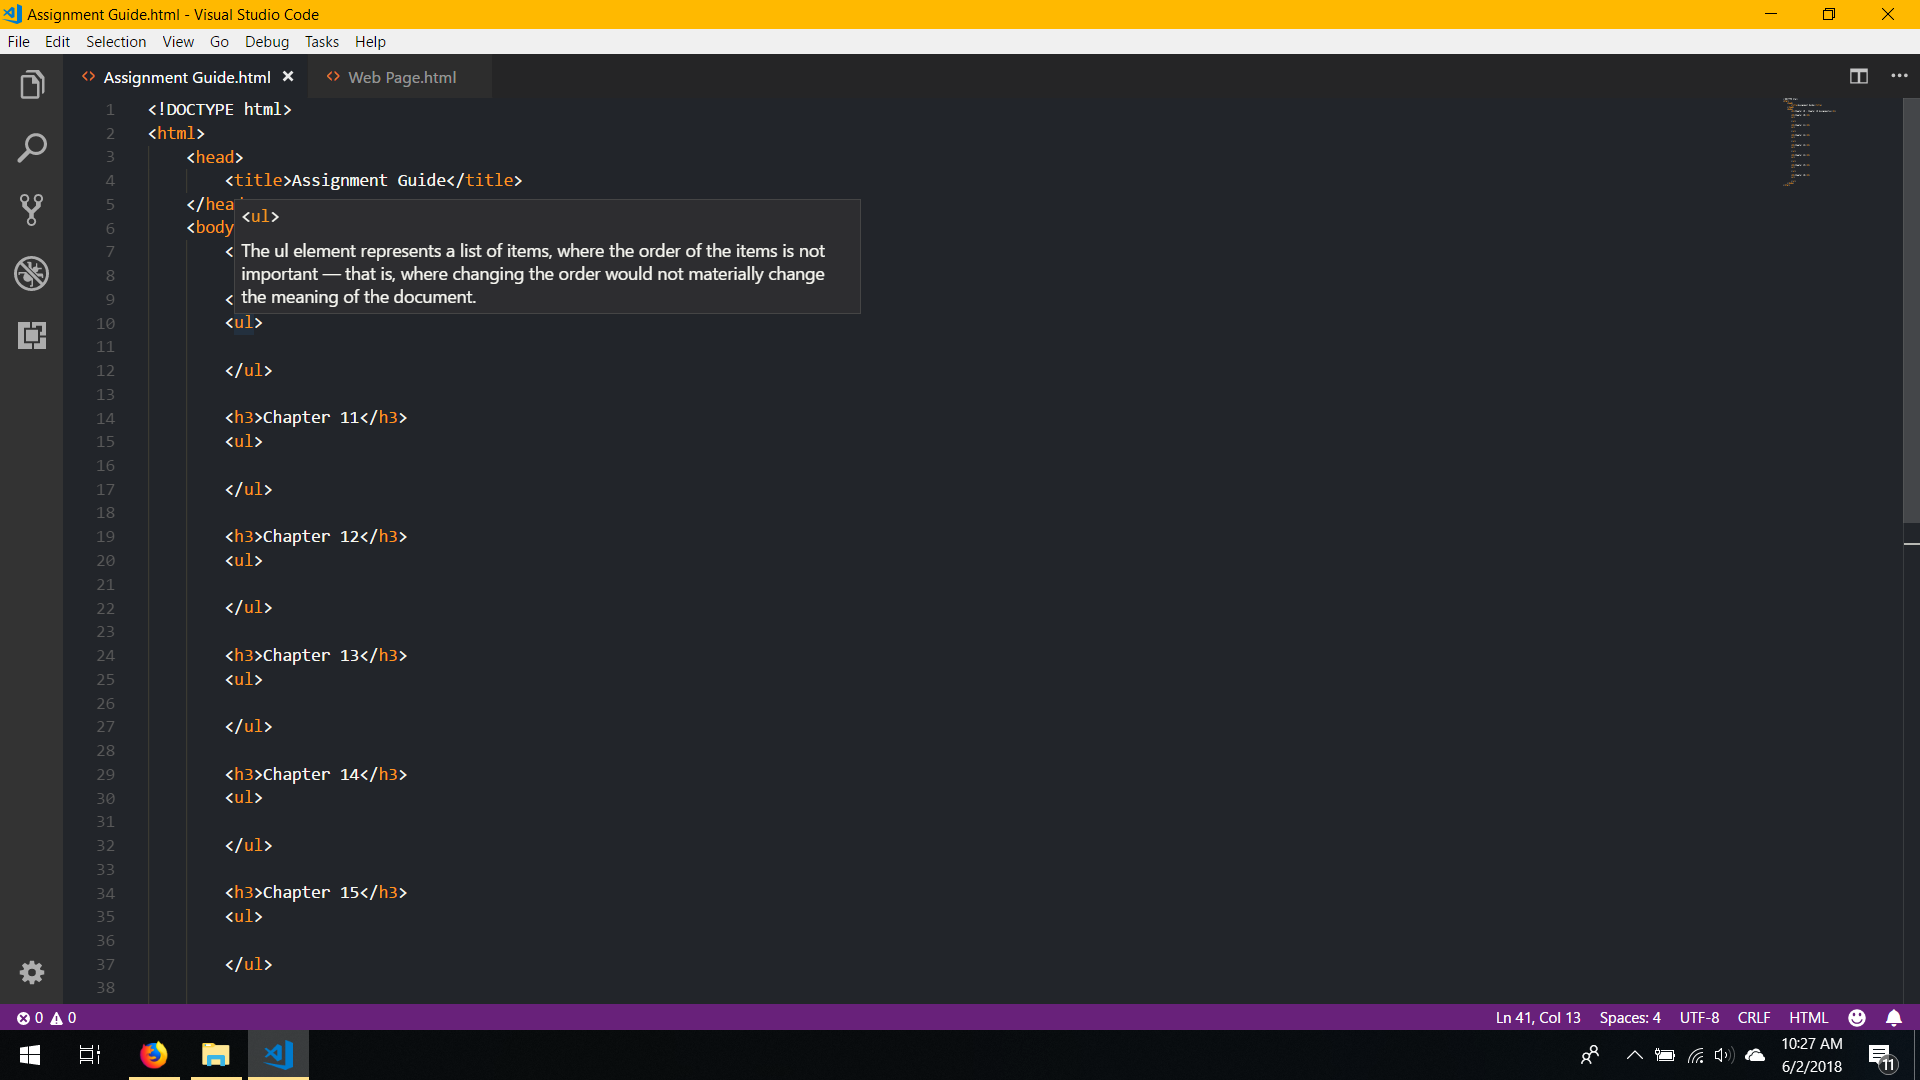 Assignment Guide.html - Visual Studio Code
File Edit Selection View Go Debug Tasks Help
<> Assignment Guide.html × <> Web Page.html
1 <!DOCTYPE html>
2 <html>
3 <head>
4 <title>Assignment Guide</title>
5 </hea
6 <body
7 <
8
9 <
<ul>
The ul element represents a list of items, where the order of the items is not
important — that is, where changing the order would not materially change
the meaning of the document.
10 <ul>
11
12 </ul>
13
14 <h3>Chapter 11</h3>
15 <ul>
16
17 </ul>
18
19 <h3>Chapter 12</h3>
20 <ul>
21
22 </ul>
23
24 <h3>Chapter 13</h3>
25 <ul>
26
27 </ul>
28
29 <h3>Chapter 14</h3>
30 <ul>
31
32 </ul>
33
34 <h3>Chapter 15</h3>
35 <ul>
36
37 </ul>
38
0 0 Ln 41, Col 13 Spaces: 4 UTF-8 CRLF HTML
10:27 AM
6/2/2018
11